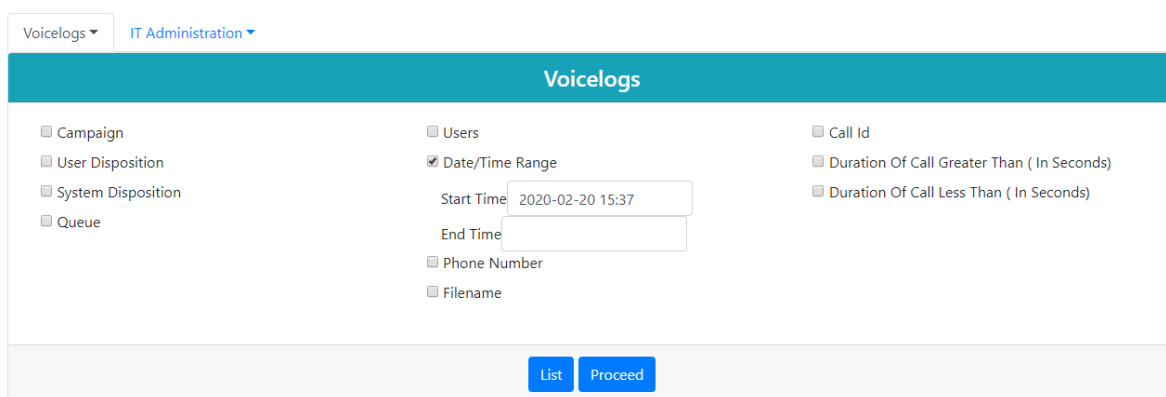 Voicelogs
IT Administration
Voicelogs
Campaign
User Disposition
System Disposition
Queue
Users
Date/Time Range
Start Time 2020-02-20 15:37
End Time
Phone Number
Filename
Call Id
Duration Of Call Greater Than ( In Seconds)
Duration Of Call Less Than ( In Seconds)
List
Proceed